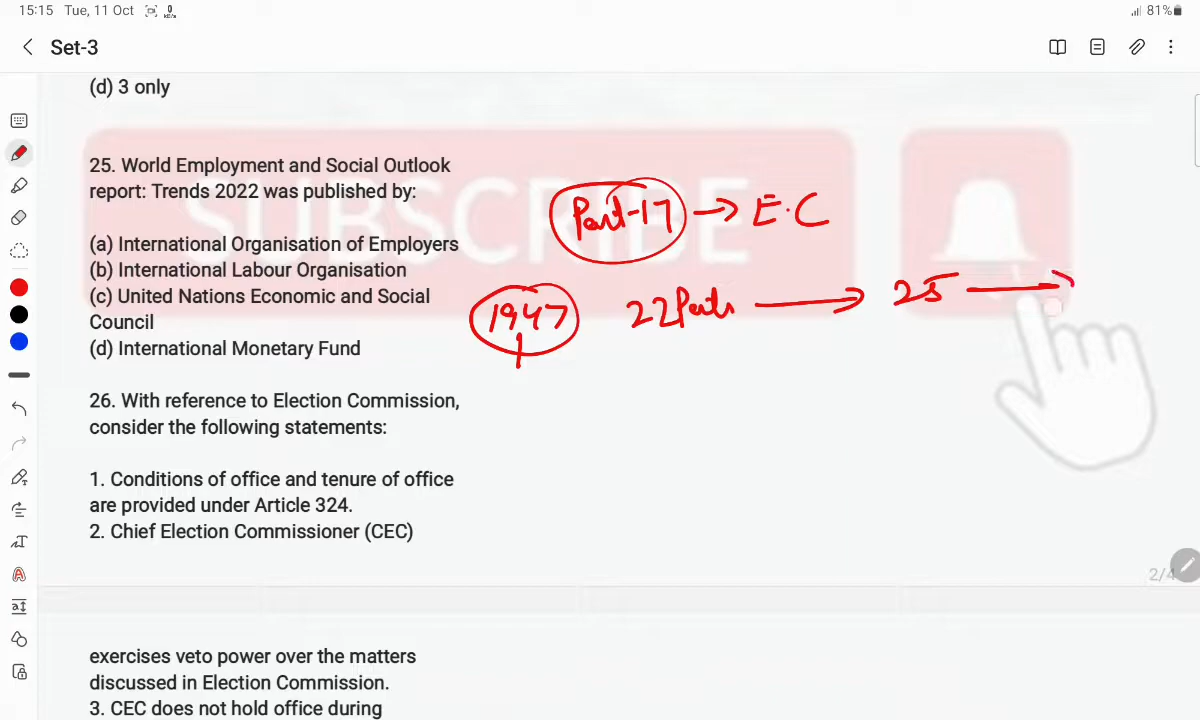 15:15 Tue, 11 Oct 81%
Set-3
(d) 3 only
SUBSCRIBE
25. World Employment and Social Outlook
report: Trends 2022 was published by:
Part-17 → E.C
(a) International Organisation of Employers
(b) International Labour Organisation
(c) United Nations Economic and Social
Council
1947 22 Parts → 25 →
(d) International Monetary Fund
26. With reference to Election Commission,
consider the following statements:
1. Conditions of office and tenure of office
are provided under Article 324.
2. Chief Election Commissioner (CEC)
2/4
exercises veto power over the matters
discussed in Election Commission.
3. CEC does not hold office during